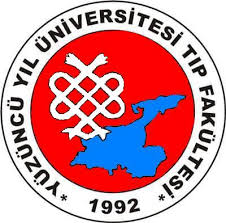 * YÜZÜNCÜ YIL ÜNİVERSİTESİ TIP FAKÜLTESİ *
1992